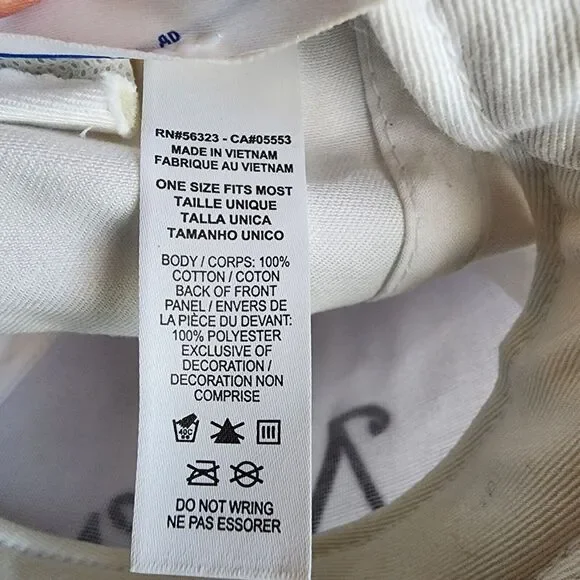 AD
RN#56323 - CA#05553
MADE IN VIETNAM
FABRIQUE AU VIETNAM
ONE SIZE FITS MOST
TAILLE UNIQUE
TALLA UNICA
TAMANHO UNICO
BODY / CORPS: 100%
COTTON / COTON
BACK OF FRONT
PANEL / ENVERS DE
LA PIÈCE DU DEVANT:
100% POLYESTER
EXCLUSIVE OF
DECORATION /
DECORATION NON
COMPRISE
40C
DO NOT WRING
NE PAS ESSORER